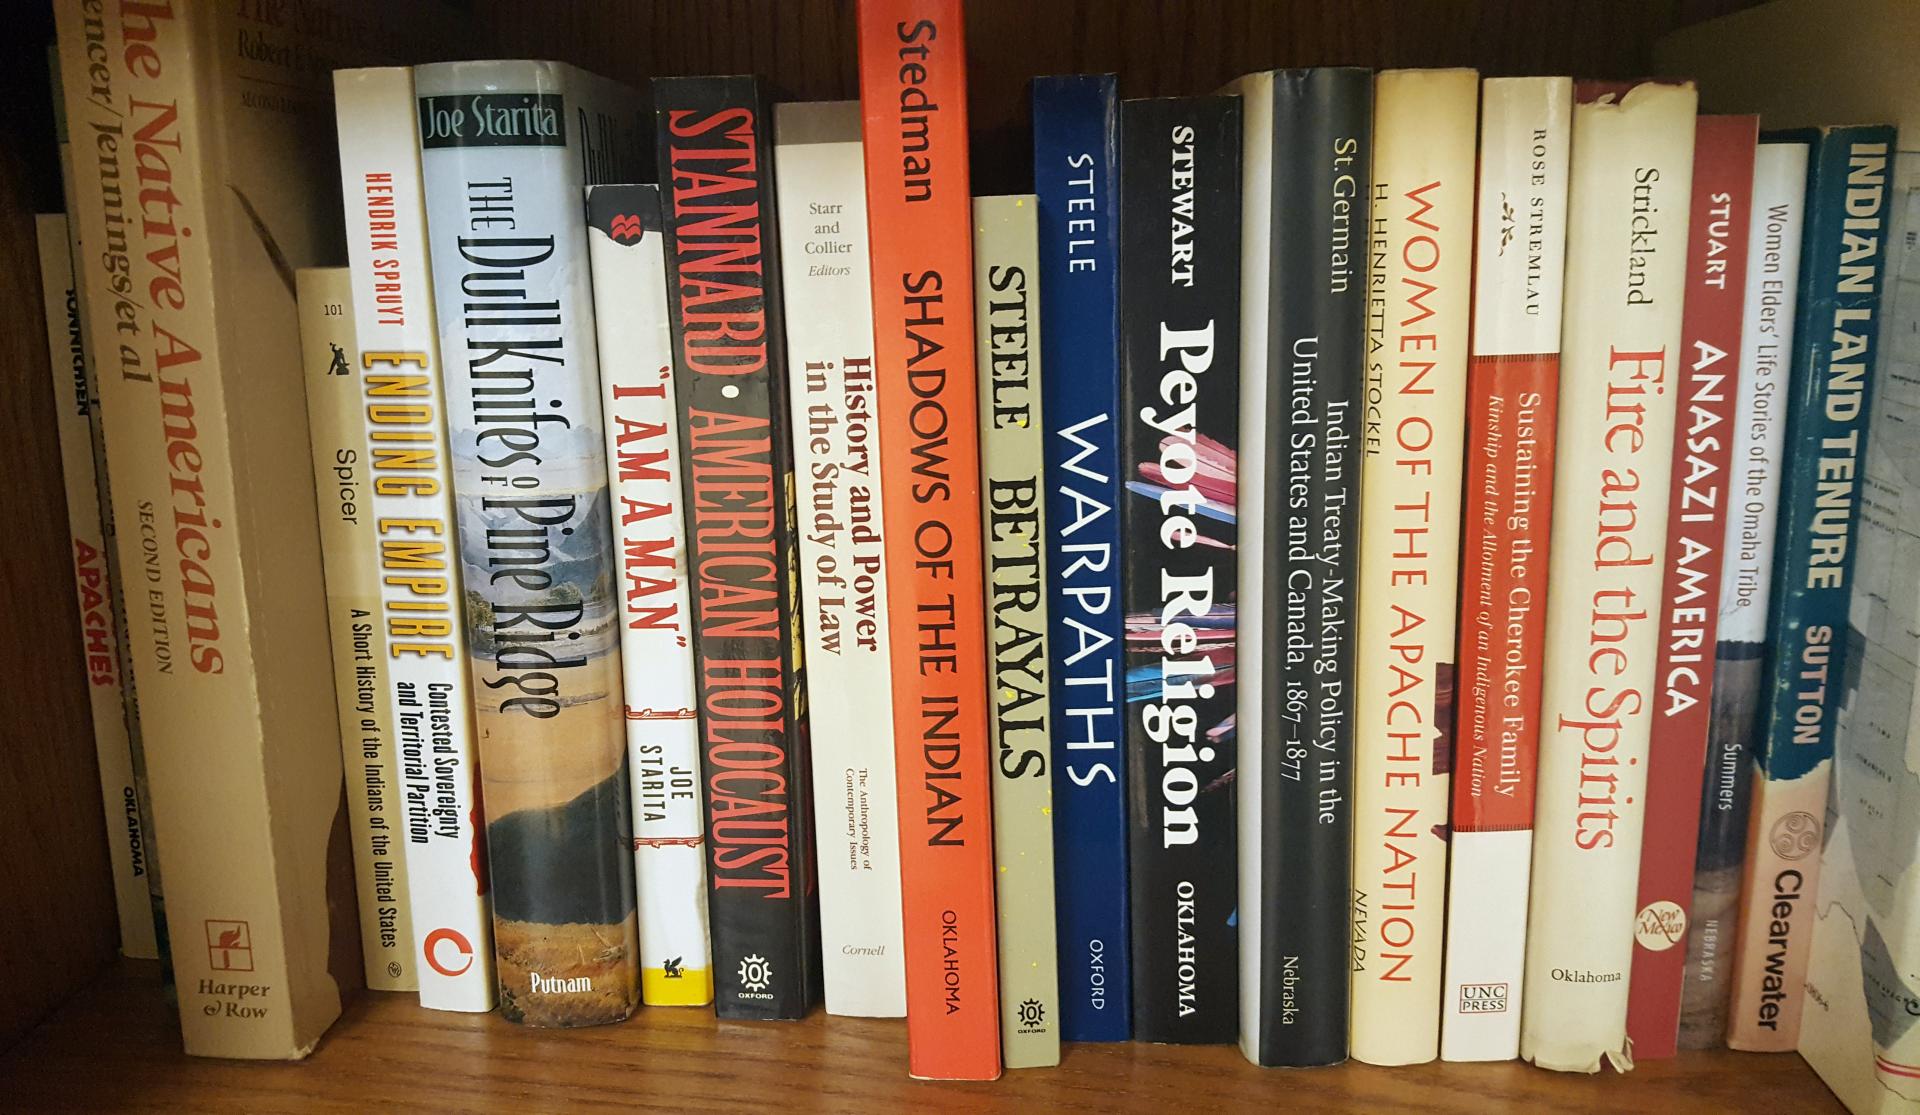 SONNICHSEN
APACHES
OKLAHOMA
he Native Americans
encer/Jennings/et al
SECOND EDITION
Harper
& Row
The Native
Robert F.
SECOND
101
Spicer
A Short History of the Indians of the United States
HENDRIK SPRUYT
ENDING EMPIRE
Contested Sovereignty
and Territorial Partition
Joe Starita
THE Dull Knifes OF Pine Ridge
Putnam
"I AM A MAN"
JOE
STARITA
STANNARD • AMERICAN HOLOCAUST
OXFORD
Starr
and
Collier
Editors
History and Power
in the Study of Law
The Anthropology of
Contemporary Issues
Cornell
Stedman
SHADOWS OF THE INDIAN
OKLAHOMA
STEELE
BETRAYALS
OXFORD
STEELE
WARPATHS
OXFORD
STEWART
Peyote Religion
OKLAHOMA
St. Germain
Indian Treaty-Making Policy in the
United States and Canada, 1867–1877
Nebraska
H. HENRIETTA STOCKEL
WOMEN OF THE APACHE NATION
NEVADA
ROSE STREMLAU
Sustaining the Cherokee Family
Kinship and the Allotment of an Indigenous Nation
UNC
PRESS
Strickland
Fire and the Spirits
Oklahoma
STUART
ANASAZI AMERICA
New
Mexico
Women Elders' Life Stories of the Omaha Tribe
Summers
NEBRASKA
INDIAN LAND TENURE
SUTTON
Clearwater